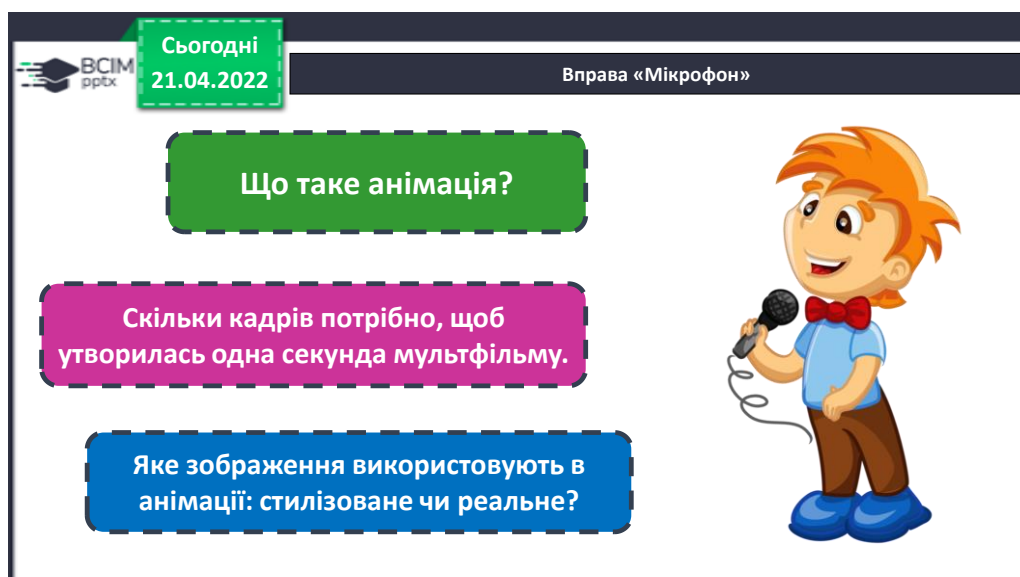 BCIM
pptx
Сьогодні
21.04.2022
Вправа «Мікрофон»
Що таке анімація?
Скільки кадрів потрібно, щоб
утворилась одна секунда мультфільму.
Яке зображення використовують в
анімації: стилізоване чи реальне?